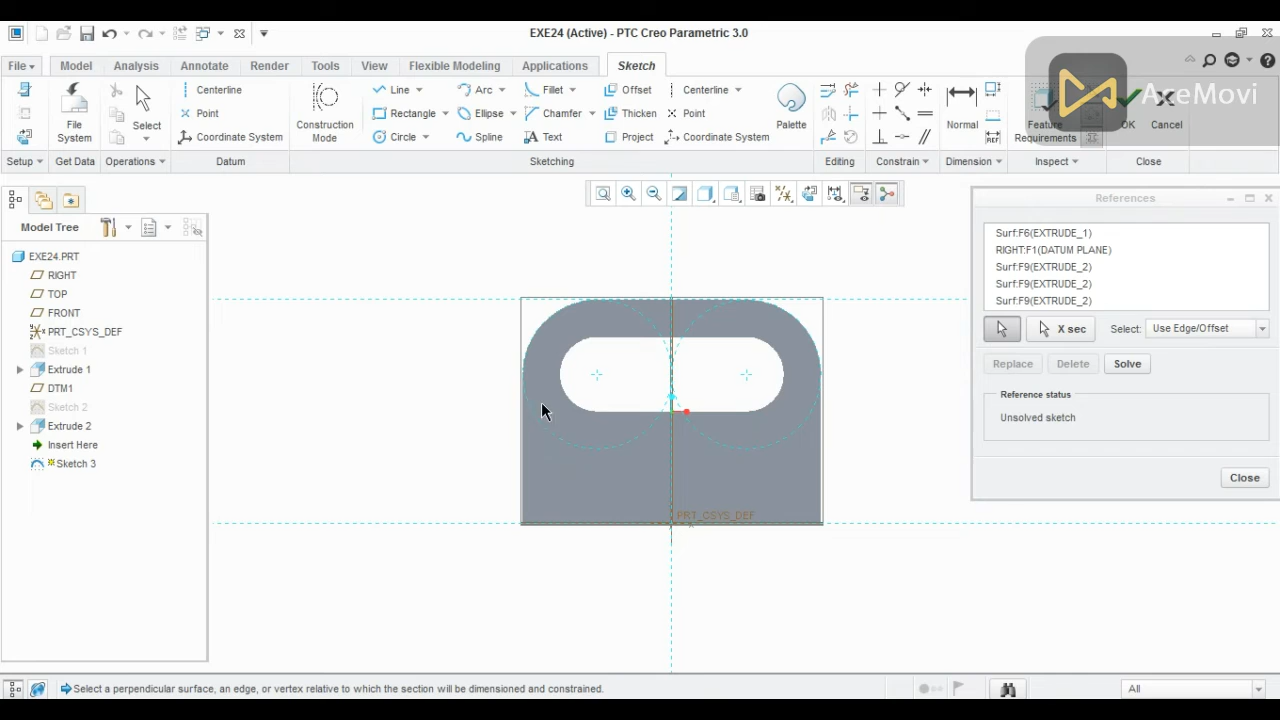 EXE24 (Active) - PTC Creo Parametric 3.0
File
Model
Analysis
Annotate
Render
Tools
View
Flexible Modeling
Applications
Sketch
AceMovi
File
System
Select
Centerline
Point
Coordinate System
Construction
Mode
Line
Arc
Fillet
Offset
Centerline
Rectangle
Ellipse
Chamfer
Thicken
Point
Circle
Spline
Text
Project
Coordinate System
Palette
Normal
REF
Feature
Requirements
OK
Cancel
Setup
Get Data
Operations
Datum
Sketching
Editing
Constrain
Dimension
Inspect
Close
Model Tree
EXE24.PRT
RIGHT
TOP
FRONT
PRT_CSYS_DEF
Sketch 1
Extrude 1
DTM1
Sketch 2
Extrude 2
Insert Here
Sketch 3
PRT_CSYS_DEF
References
Surf:F6(EXTRUDE_1)
RIGHT:F1(DATUM PLANE)
Surf:F9(EXTRUDE_2)
Surf:F9(EXTRUDE_2)
Surf:F9(EXTRUDE_2)
X sec
Select:
Use Edge/Offset
Replace
Delete
Solve
Reference status
Unsolved sketch
Close
Select a perpendicular surface, an edge, or vertex relative to which the section will be dimensioned and constrained.
All